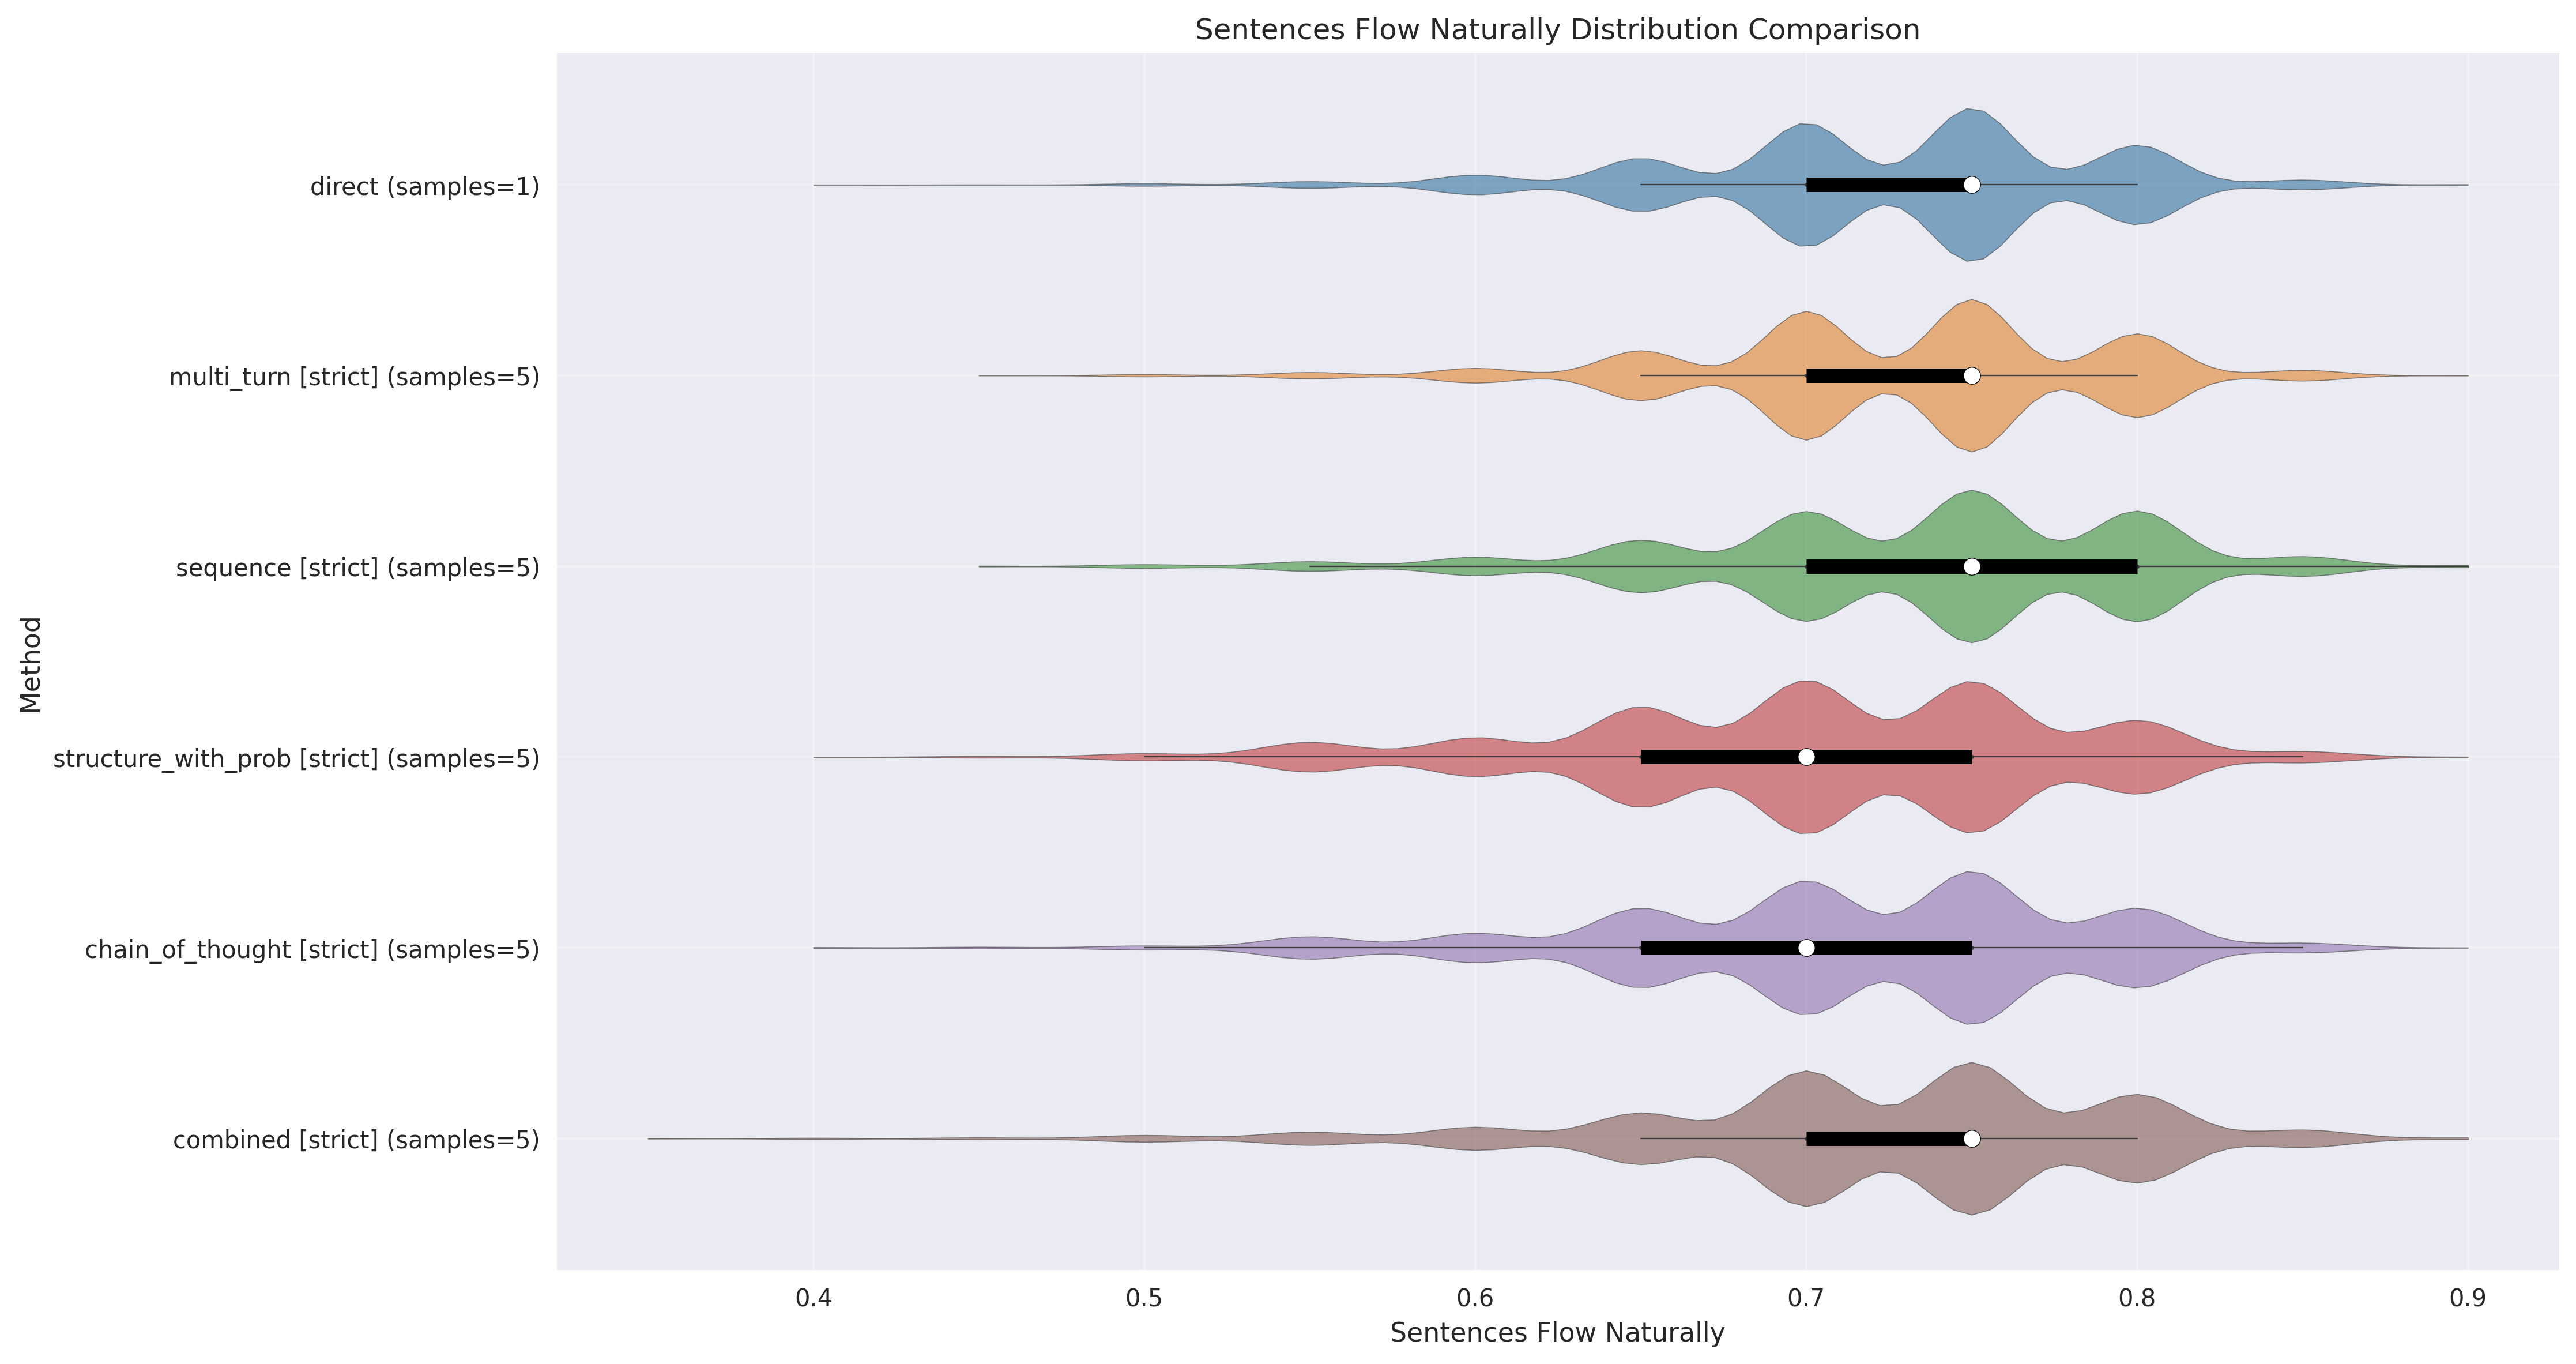 Sentences Flow Naturally Distribution Comparison
Method
direct (samples=1)
multi_turn [strict] (samples=5)
sequence [strict] (samples=5)
structure_with_prob [strict] (samples=5)
chain_of_thought [strict] (samples=5)
combined [strict] (samples=5)
0.4 0.5 0.6 0.7 0.8 0.9
Sentences Flow Naturally